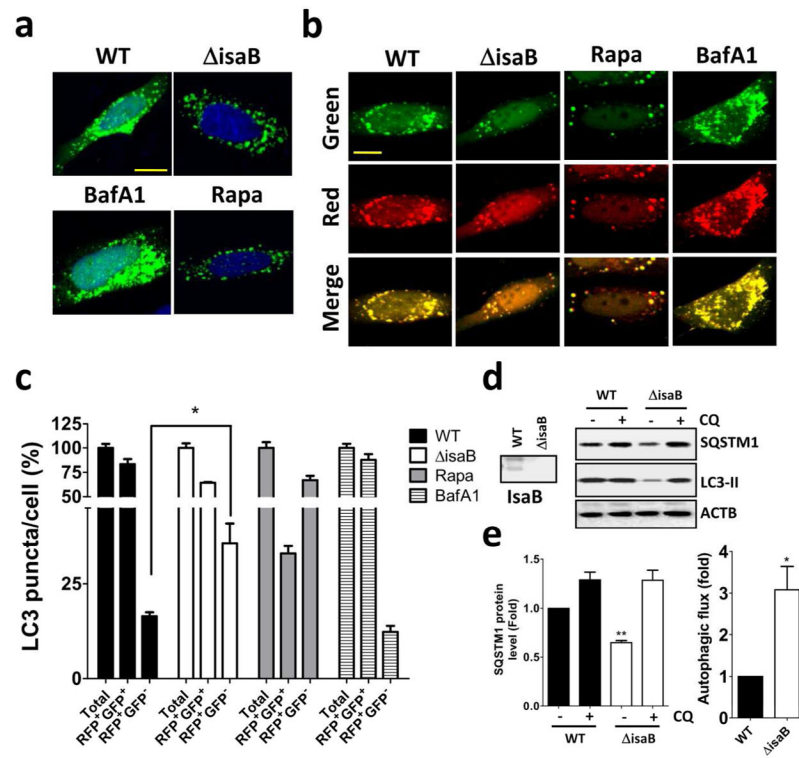 a
WT ΔisaB
BafA1 Rapa
b
WT ΔisaB Rapa BafA1
Green
Red
Merge
c
*
LC3 puncta/cell (%)
125
100
75
50
25
0
Total RFP⁺GFP⁺ RFP⁺GFP⁻ Total RFP⁺GFP⁺ RFP⁺GFP⁻ Total RFP⁺GFP⁺ RFP⁺GFP⁻ Total RFP⁺GFP⁺ RFP⁺GFP⁻
WT
ΔisaB
Rapa
BafA1
d
WT ΔisaB
IsaB
WT ΔisaB
- + - + CQ
SQSTM1
LC3-II
ACTB
e
SQSTM1 protein
level (Fold)
1.5
1.0
0.5
0.0
**
- + - + CQ
WT ΔisaB
Autophagic flux (fold)
4
3
2
1
0
*
WT ΔisaB